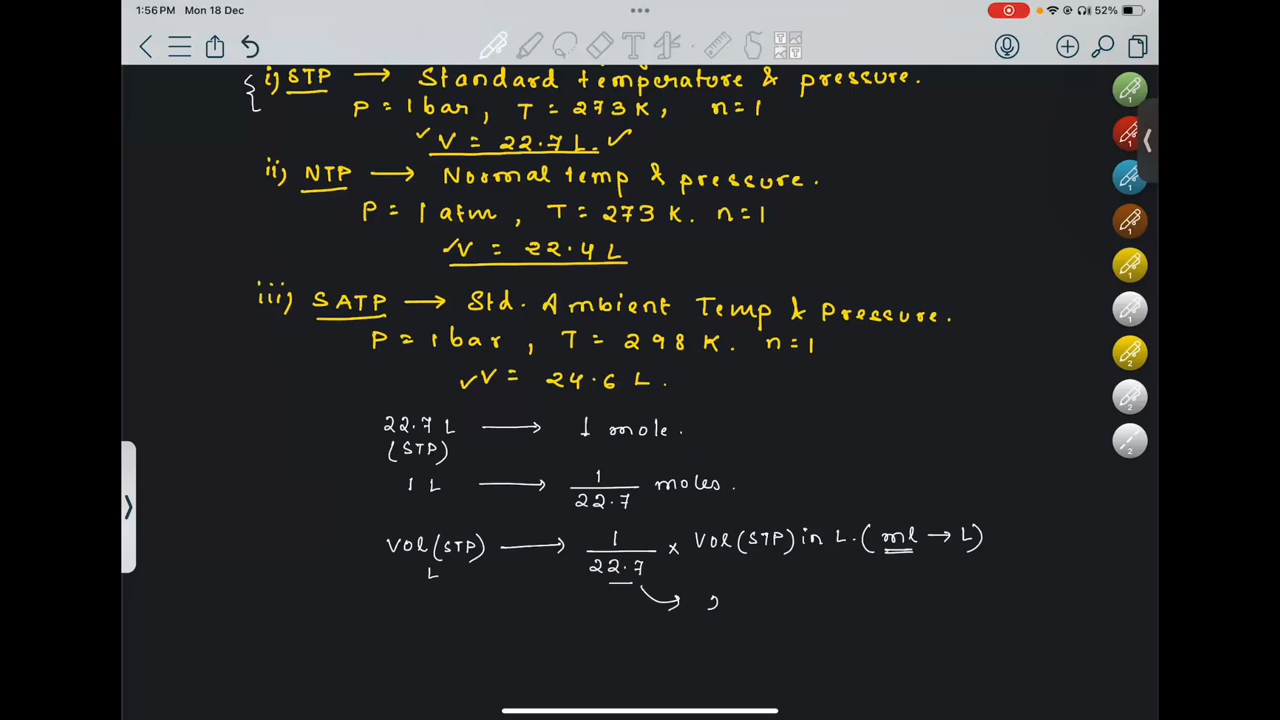 1:56 PM Mon 18 Dec
52%
i) STP → Standard temperature & pressure.
P = 1 bar, T = 273 K, n = 1
✓ V = 22.7 L. ✓
ii) NTP → Normal temp & pressure.
P = 1 atm, T = 273 K. n = 1
✓V = 22.4 L
iii) SATP → Std. Ambient Temp & Pressure.
P = 1 bar, T = 298 K. n = 1
✓V = 24.6 L.
22.7 L → 1 mole.
(STP)
1 L → 1/22.7 moles.
Vol (STP) → 1/22.7 × Vol (STP) in L. (ml → L)
L